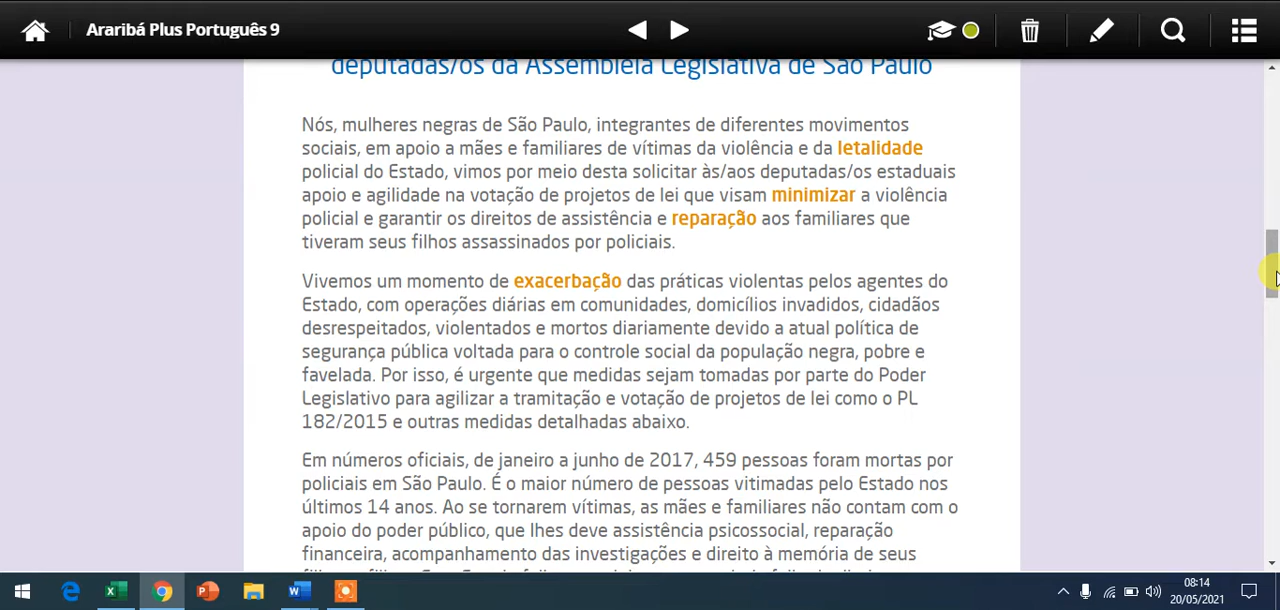 Araribá Plus Português 9
deputadas/os da Assembleia Legislativa de São Paulo
Nós, mulheres negras de São Paulo, integrantes de diferentes movimentos
sociais, em apoio a mães e familiares de vítimas da violência e da letalidade
policial do Estado, vimos por meio desta solicitar às/aos deputadas/os estaduais
apoio e agilidade na votação de projetos de lei que visam minimizar a violência
policial e garantir os direitos de assistência e reparação aos familiares que
tiveram seus filhos assassinados por policiais.
Vivemos um momento de exacerbação das práticas violentas pelos agentes do
Estado, com operações diárias em comunidades, domicílios invadidos, cidadãos
desrespeitados, violentados e mortos diariamente devido a atual política de
segurança pública voltada para o controle social da população negra, pobre e
favelada. Por isso, é urgente que medidas sejam tomadas por parte do Poder
Legislativo para agilizar a tramitação e votação de projetos de lei como o PL
182/2015 e outras medidas detalhadas abaixo.
Em números oficiais, de janeiro a junho de 2017, 459 pessoas foram mortas por
policiais em São Paulo. É o maior número de pessoas vitimadas pelo Estado nos
últimos 14 anos. Ao se tornarem vítimas, as mães e familiares não contam com o
apoio do poder público, que lhes deve assistência psicossocial, reparação
financeira, acompanhamento das investigações e direito à memória de seus
08:14
20/05/2021